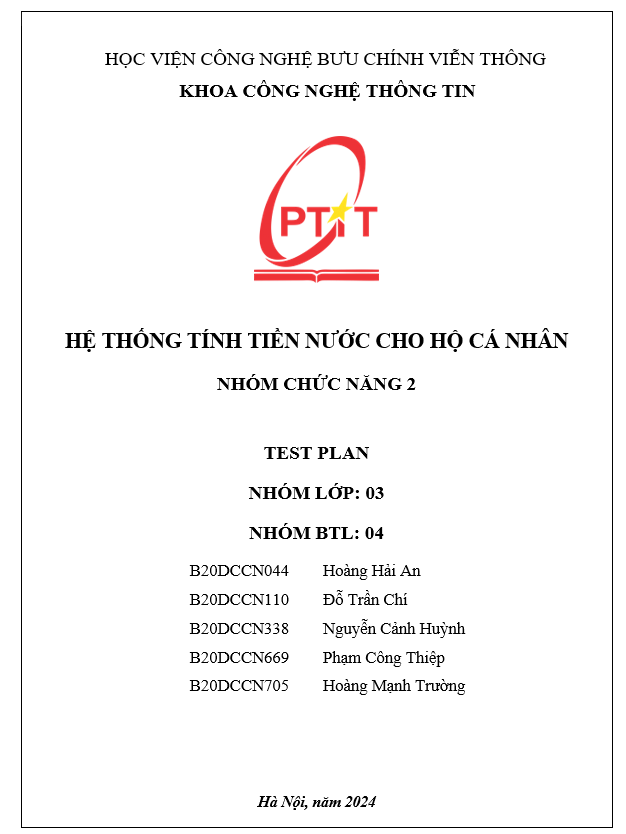 HỌC VIỆN CÔNG NGHỆ BƯU CHÍNH VIỄN THÔNG
KHOA CÔNG NGHỆ THÔNG TIN
PTIT
HỆ THỐNG TÍNH TIỀN NƯỚC CHO HỘ CÁ NHÂN
NHÓM CHỨC NĂNG 2
TEST PLAN
NHÓM LỚP: 03
NHÓM BTL: 04
B20DCCN044 Hoàng Hải An
B20DCCN110 Đỗ Trần Chí
B20DCCN338 Nguyễn Cảnh Huỳnh
B20DCCN669 Phạm Công Thiệp
B20DCCN705 Hoàng Mạnh Trường
Hà Nội, năm 2024